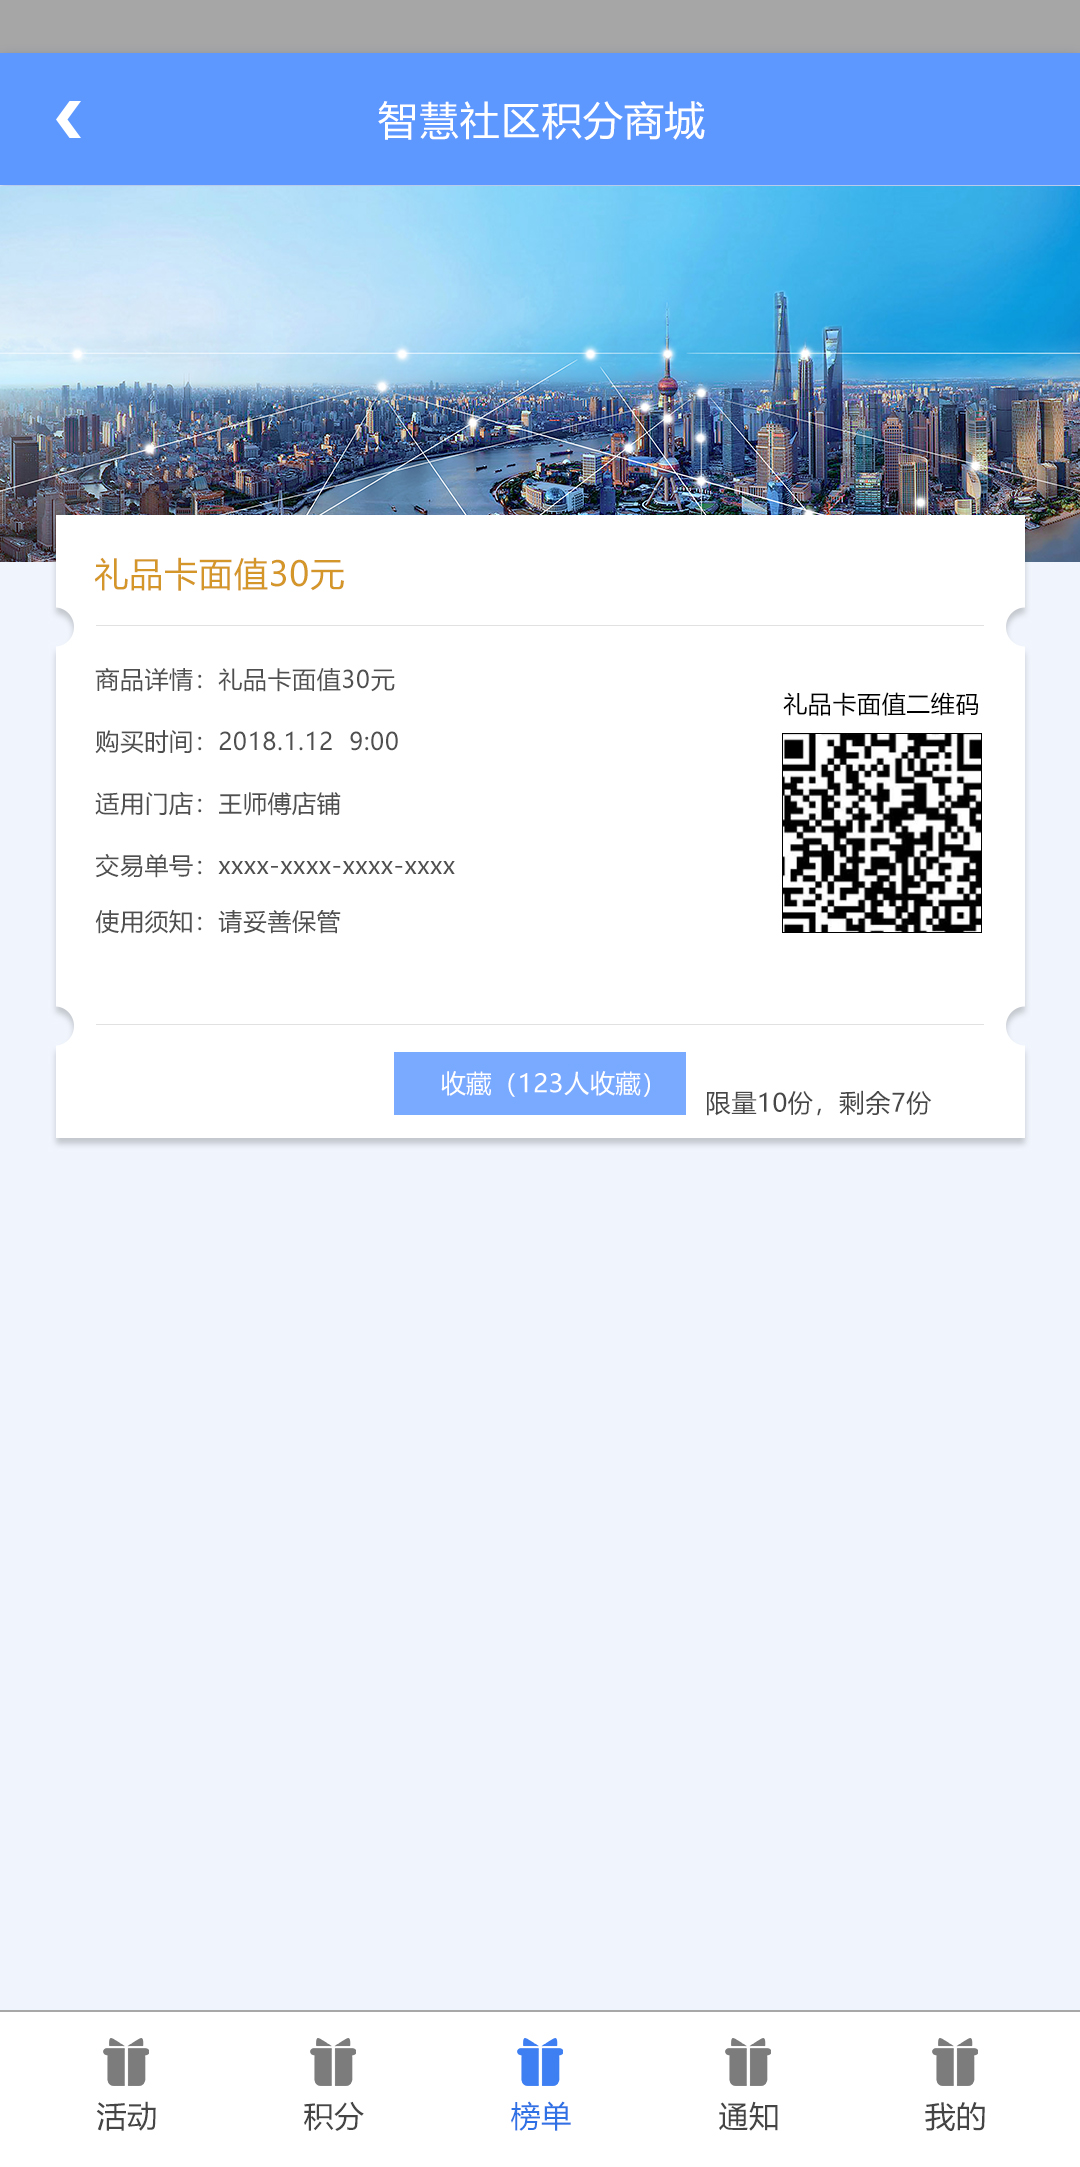 智慧社区积分商城
礼品卡面值30元
商品详情：礼品卡面值30元
礼品卡面值二维码
购买时间：2018.1.12  9:00
适用门店：王师傅店铺
交易单号：xxxx-xxxx-xxxx-xxxx
使用须知：请妥善保管
收藏（123人收藏）
限量10份，剩余7份
活动 积分 榜单 通知 我的